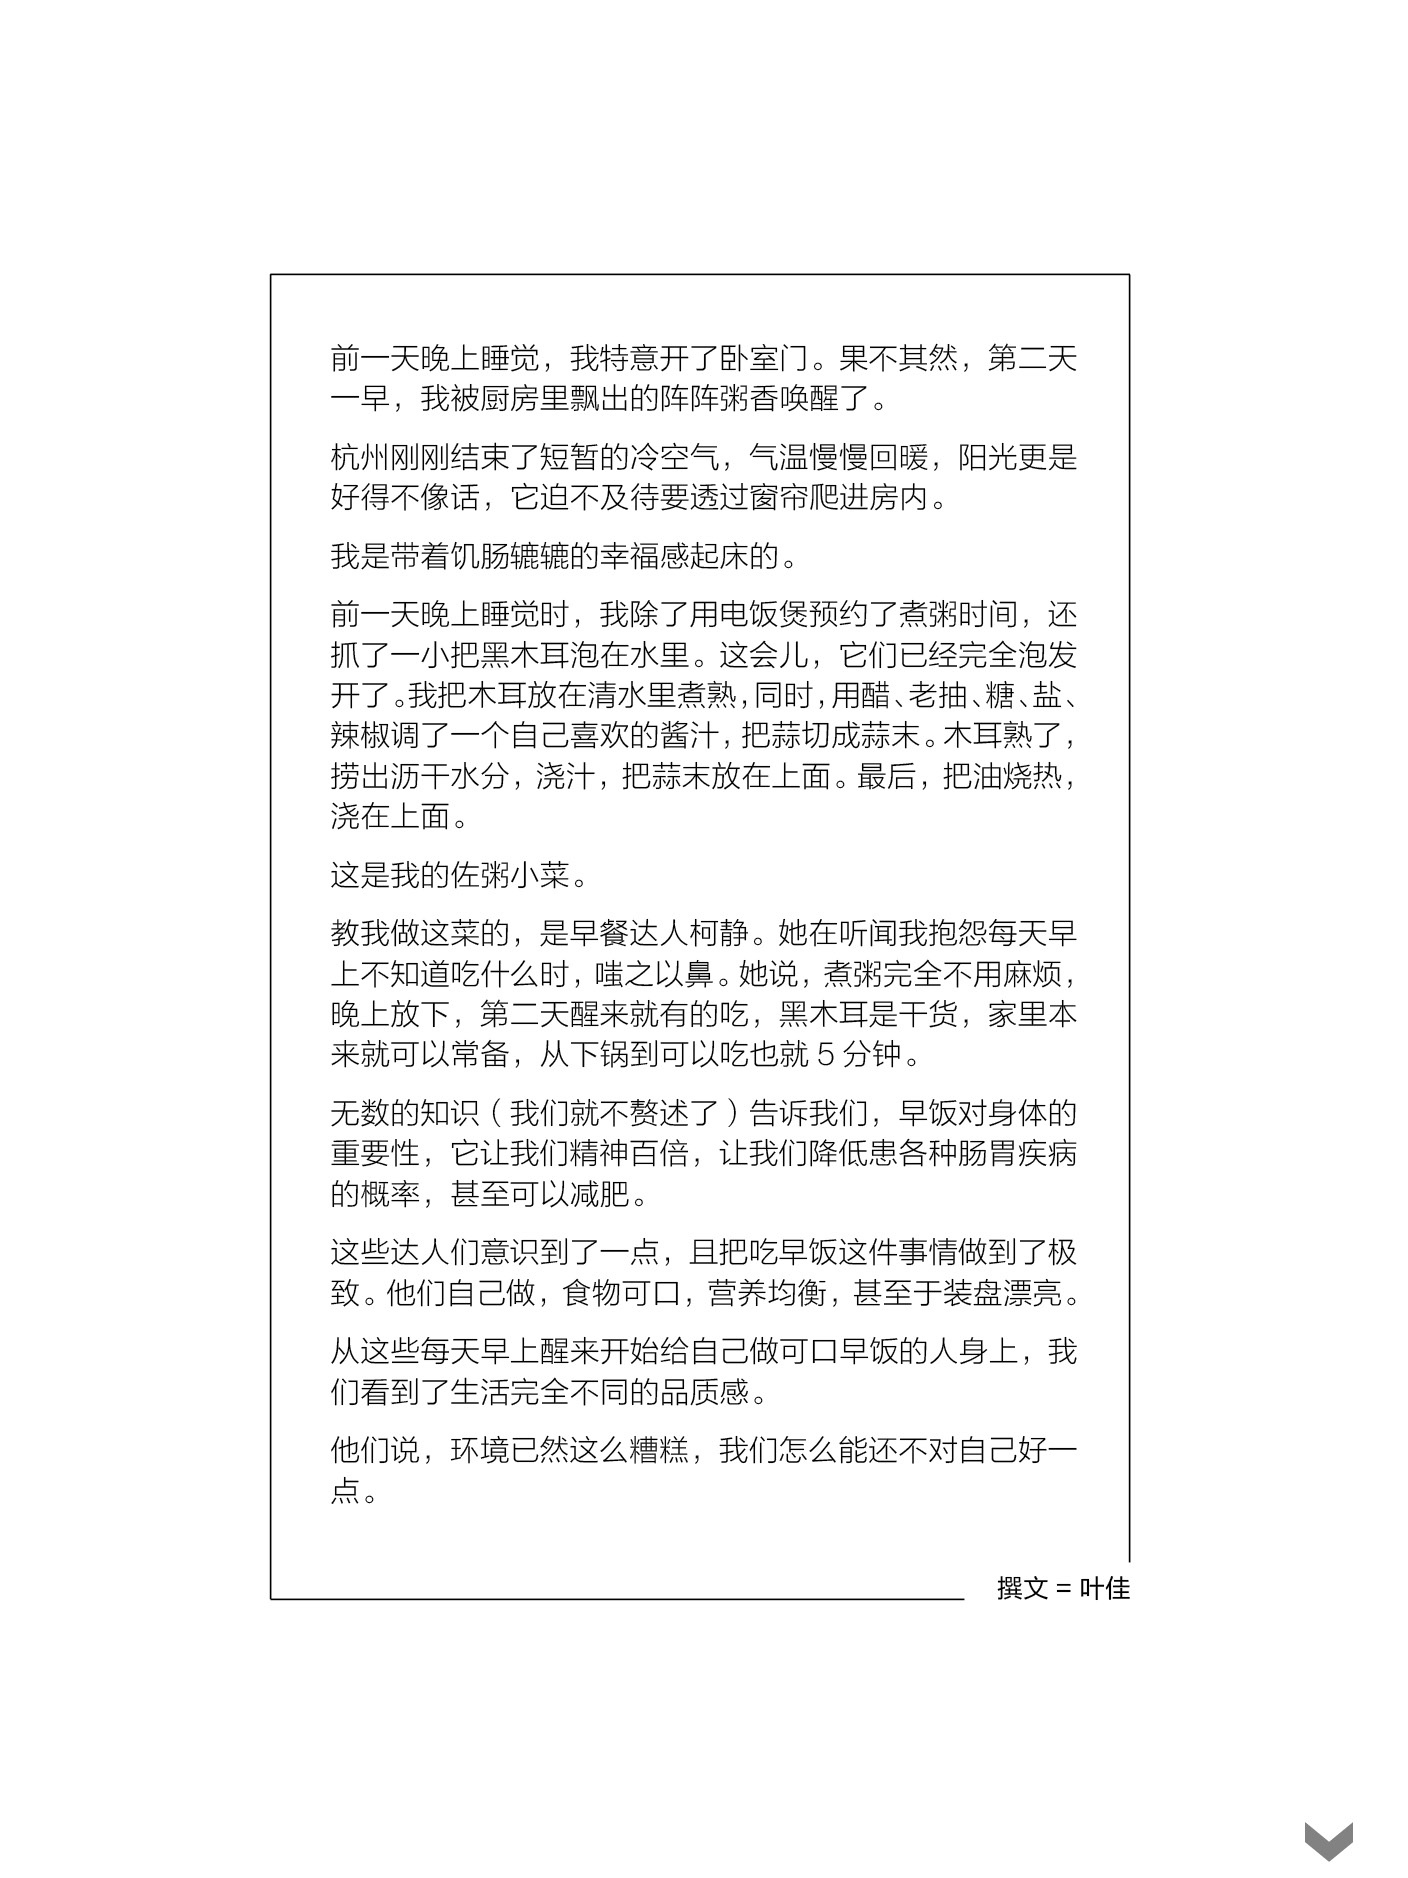 前一天晚上睡觉，我特意开了卧室门。果不其然，第二天
一早，我被厨房里飘出的阵阵粥香唤醒了。
杭州刚刚结束了短暂的冷空气，气温慢慢回暖，阳光更是
好得不像话，它迫不及待要透过窗帘爬进房内。
我是带着饥肠辘辘的幸福感起床的。
前一天晚上睡觉时，我除了用电饭煲预约了煮粥时间，还
抓了一小把黑木耳泡在水里。这会儿，它们已经完全泡发
开了。我把木耳放在清水里煮熟，同时，用醋、老抽、糖、盐、
辣椒调了一个自己喜欢的酱汁，把蒜切成蒜末。木耳熟了，
捞出沥干水分，浇汁，把蒜末放在上面。最后，把油烧热，
浇在上面。
这是我的佐粥小菜。
教我做这菜的，是早餐达人柯静。她在听闻我抱怨每天早
上不知道吃什么时，嗤之以鼻。她说，煮粥完全不用麻烦，
晚上放下，第二天醒来就有的吃，黑木耳是干货，家里本
来就可以常备，从下锅到可以吃也就 5 分钟。
无数的知识（我们就不赘述了）告诉我们，早饭对身体的
重要性，它让我们精神百倍，让我们降低患各种肠胃疾病
的概率，甚至可以减肥。
这些达人们意识到了一点，且把吃早饭这件事情做到了极
致。他们自己做，食物可口，营养均衡，甚至于装盘漂亮。
从这些每天早上醒来开始给自己做可口早饭的人身上，我
们看到了生活完全不同的品质感。
他们说，环境已然这么糟糕，我们怎么能还不对自己好一
点。
撰文 = 叶佳